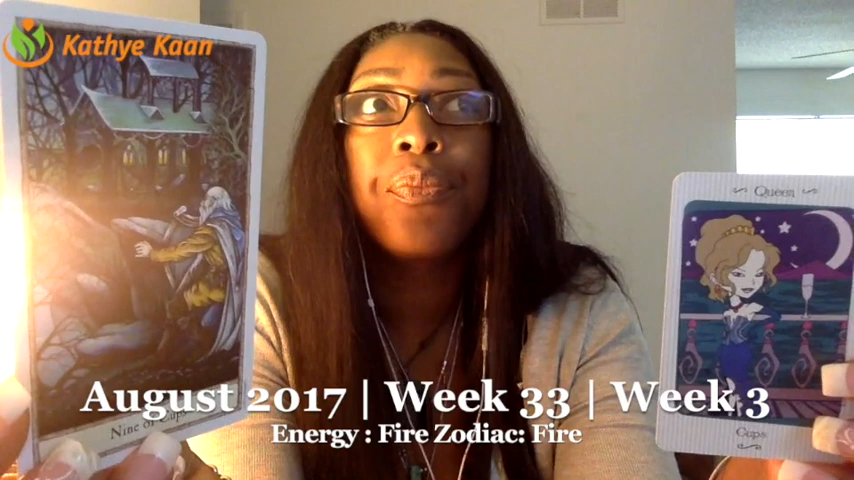 Kathye Kaan
Nine of Cups
Queen
Cups
August 2017 | Week 33 | Week 3
Energy : Fire Zodiac: Fire